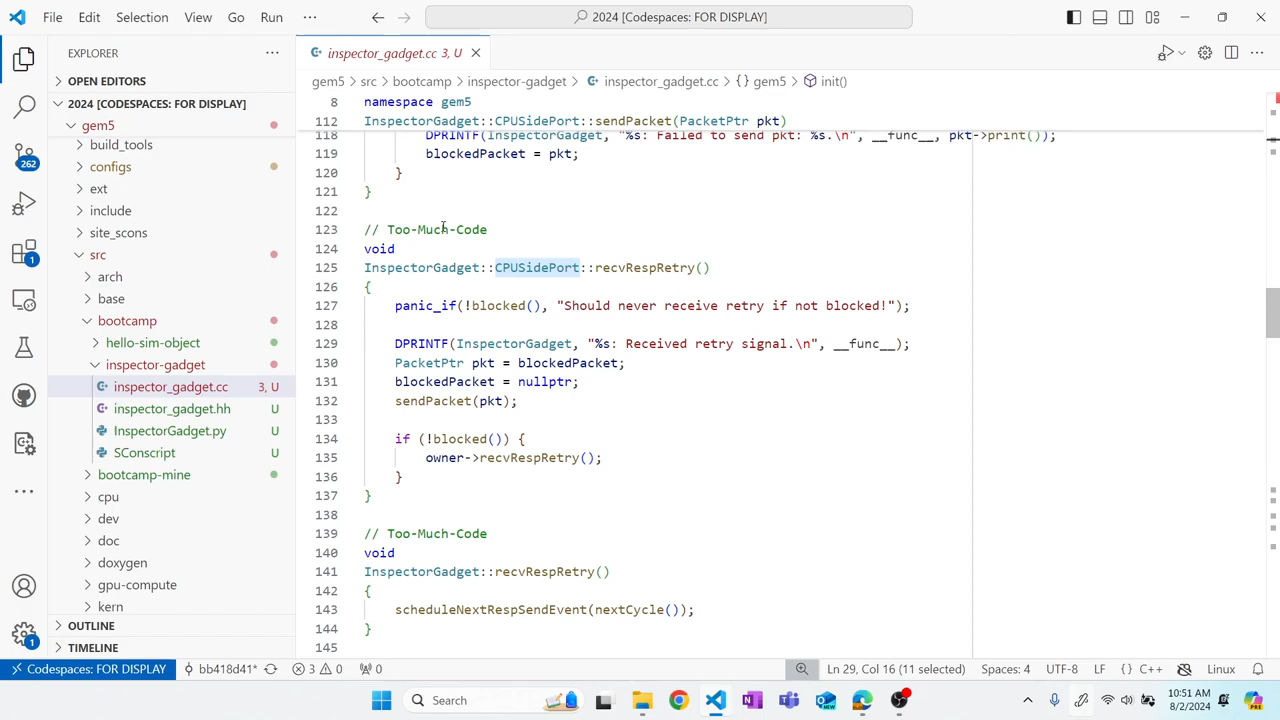 File Edit Selection View Go Run ··· 2024 [Codespaces: FOR DISPLAY]
EXPLORER ···
OPEN EDITORS
2024 [CODESPACES: FOR DISPLAY]
gem5
build_tools
configs
ext
include
site_scons
src
arch
base
bootcamp
hello-sim-object
inspector-gadget
inspector_gadget.cc 3, U
inspector_gadget.hh U
InspectorGadget.py U
SConscript U
bootcamp-mine
cpu
dev
doc
doxygen
gpu-compute
kern
OUTLINE
TIMELINE
262
1
1
inspector_gadget.cc 3, U
gem5 > src > bootcamp > inspector-gadget > inspector_gadget.cc > {} gem5 > init()
8 namespace gem5
112 InspectorGadget::CPUSidePort::sendPacket(PacketPtr pkt)
118 DPRINTF(InspectorGadget, "%s: Failed to send pkt: %s.\n", __func__, pkt->print());
119 blockedPacket = pkt;
120 }
121 }
122
123 // Too-Much-Code
124 void
125 InspectorGadget::CPUSidePort::recvRespRetry()
126 {
127 panic_if(!blocked(), "Should never receive retry if not blocked!");
128
129 DPRINTF(InspectorGadget, "%s: Received retry signal.\n", __func__);
130 PacketPtr pkt = blockedPacket;
131 blockedPacket = nullptr;
132 sendPacket(pkt);
133
134 if (!blocked()) {
135 owner->recvRespRetry();
136 }
137 }
138
139 // Too-Much-Code
140 void
141 InspectorGadget::recvRespRetry()
142 {
143 scheduleNextRespSendEvent(nextCycle());
144 }
145
Codespaces: FOR DISPLAY bb418d41* 3 0 0 Ln 29, Col 16 (11 selected) Spaces: 4 UTF-8 LF {} C++ Linux
Search 10:51 AM
8/2/2024